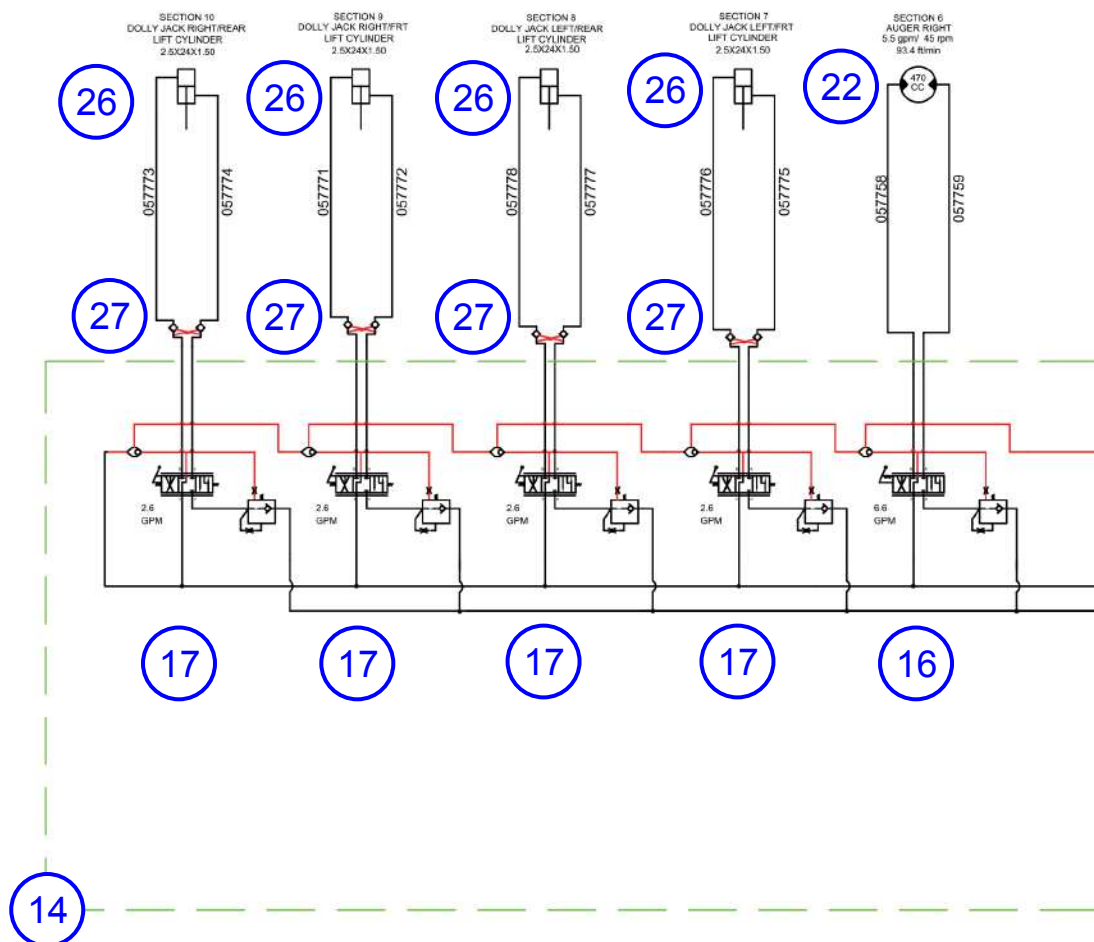 SECTION 10
DOLLY JACK RIGHT/REAR
LIFT CYLINDER
2.5X24X1.50
SECTION 9
DOLLY JACK RIGHT/FRT
LIFT CYLINDER
2.5X24X1.50
SECTION 8
DOLLY JACK LEFT/REAR
LIFT CYLINDER
2.5X24X1.50
SECTION 7
DOLLY JACK LEFT/FRT
LIFT CYLINDER
2.5X24X1.50
SECTION 6
AUGER RIGHT
5.5 gpm/ 45 rpm
93.4 ft/min
26
26
26
26
22
470
CC
057773
057774
057771
057772
057778
057777
057776
057775
057758
057759
27
27
27
27
2.6
GPM
2.6
GPM
2.6
GPM
2.6
GPM
6.6
GPM
17
17
17
17
16
14